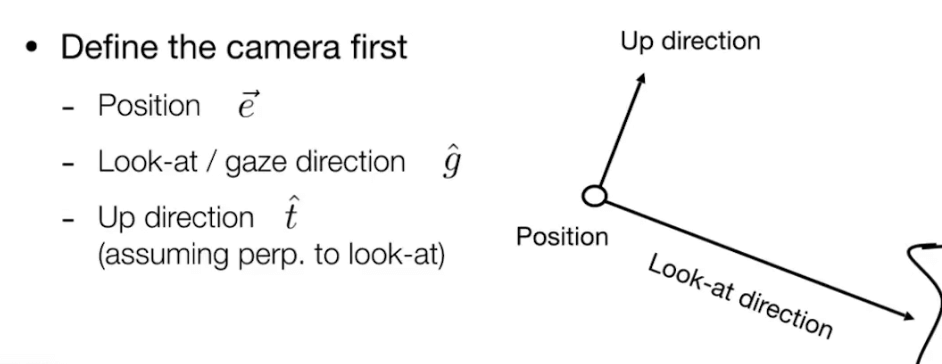 • Define the camera first
- Position $\vec{e}$
- Look-at / gaze direction $\hat{g}$
- Up direction $\hat{t}$
(assuming perp. to look-at)
Up direction
Position
Look-at direction